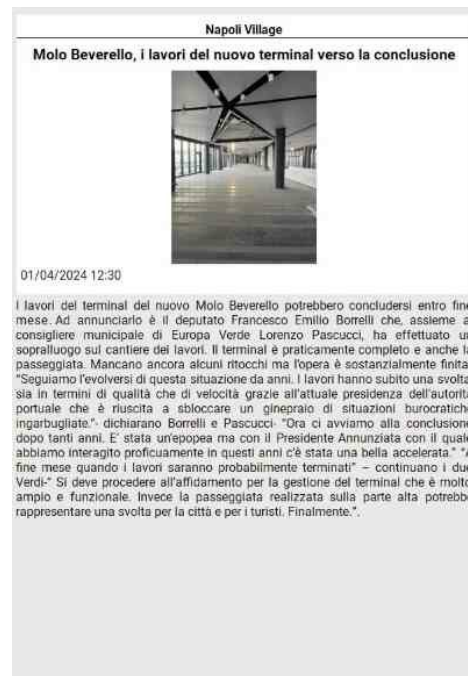 Napoli Village
Molo Beverello, i lavori del nuovo terminal verso la conclusione
01/04/2024 12:30
I lavori del terminal del nuovo Molo Beverello potrebbero concludersi entro fine
mese. Ad annunciarlo è il deputato Francesco Emilio Borrelli che, assieme a
consigliere municipale di Europa Verde Lorenzo Pascucci, ha effettuato u
sopralluogo sul cantiere dei lavori. Il terminal è praticamente completo e anche l
passeggiata. Mancano ancora alcuni ritocchi ma l'opera è sostanzialmente finita
"Seguiamo l'evolversi di questa situazione da anni. I lavori hanno subito una svolta
sia in termini di qualità che di velocità grazie all'attuale presidenza dell'autorit
portuale che è riuscita a sbloccare un ginepraio di situazioni burocratich
ingarbugliate."- dichiarano Borrelli e Pascucci- "Ora ci avviamo alla conclusion
dopo tanti anni. E' stata un'epopea ma con il Presidente Annunziata con il qual
abbiamo interagito proficuamente in questi anni c'è stata una bella accelerata." "A
fine mese quando i lavori saranno probabilmente terminati" – continuano i du
Verdi-" Si deve procedere all'affidamento per la gestione del terminal che è molto
ampio e funzionale. Invece la passeggiata realizzata sulla parte alta potrebb
rappresentare una svolta per la città e per i turisti. Finalmente.".